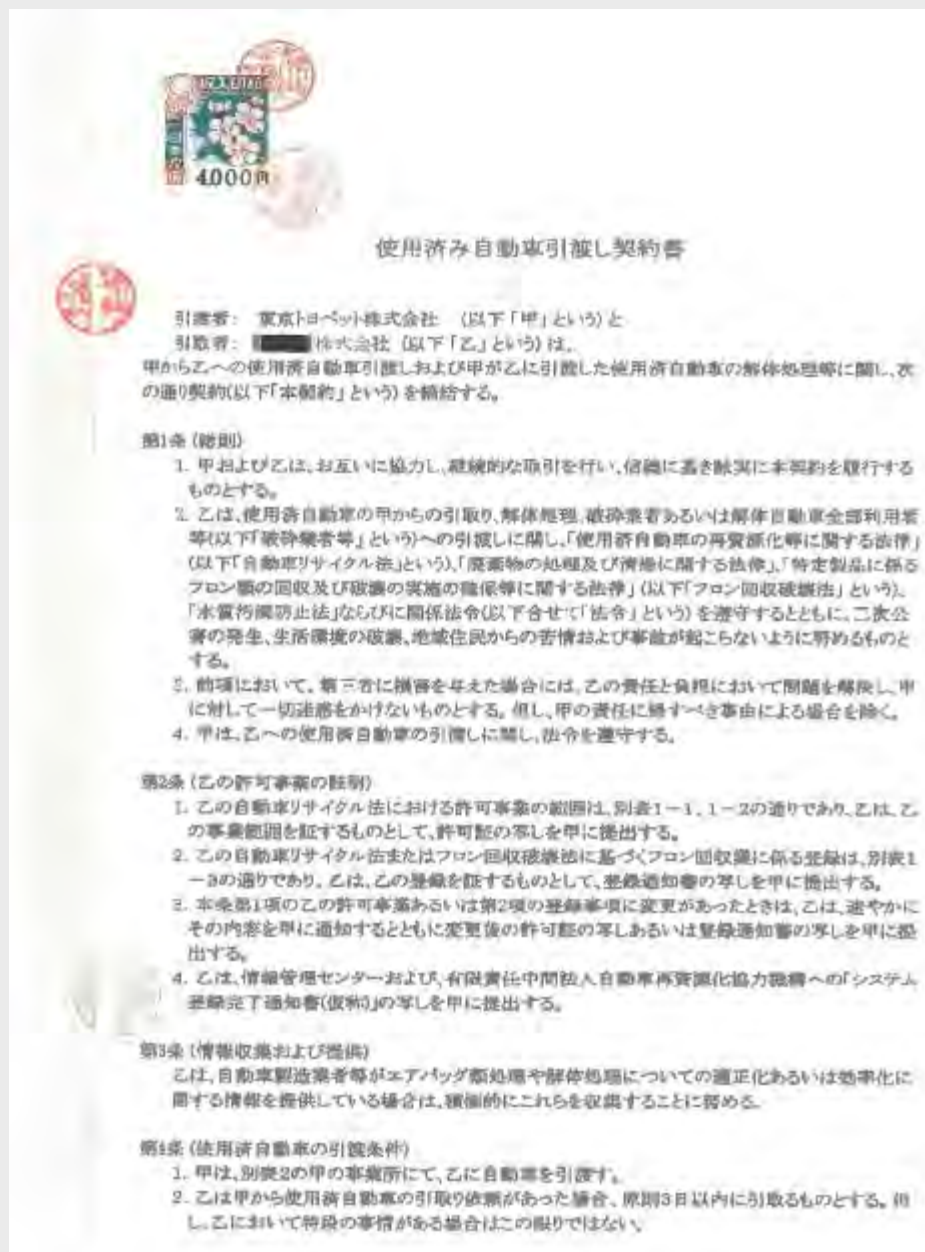 収入印紙
4,000円
使用済み自動車引渡し契約書
引渡者： 東京トヨペット株式会社 （以下「甲」という）と
引取者： 株式会社 （以下「乙」という）は、
甲から乙への使用済自動車引渡しおよび甲が乙に引渡した使用済自動車の解体処理等に関し、次
の通り契約（以下「本契約」という）を締結する。
第1条（総則）
1. 甲および乙は、お互いに協力し、継続的な取引を行い、信義に基き誠実に本契約を履行する
ものとする。
2. 乙は、使用済自動車の甲からの引取り、解体処理、破砕業者あるいは解体自動車全部利用者
等（以下「破砕業者等」という）への引渡しに関し、「使用済自動車の再資源化等に関する法律」
（以下「自動車リサイクル法」という）、「廃棄物の処理及び清掃に関する法律」、「特定製品に係る
フロン類の回収及び破壊の実施の確保等に関する法律」（以下「フロン回収破壊法」という）、
「水質汚濁防止法」ならびに関係法令（以下合せて「法令」という）を遵守するとともに、二次公
害の発生、生活環境の破壊、地域住民からの苦情および事故が起こらないように努めるものと
する。
3. 前項において、第三者に損害を与えた場合には、乙の責任と負担において問題を解決し、甲
に対して一切迷惑をかけないものとする。但し、甲の責任に帰すべき事由による場合を除く。
4. 甲は、乙への使用済自動車の引渡しに関し、法令を遵守する。
第2条（乙の許可事業の証明）
1. 乙の自動車リサイクル法における許可事業の範囲は、別表1－1、1－2の通りであり、乙は、乙
の事業範囲を証するものとして、許可証の写しを甲に提出する。
2. 乙の自動車リサイクル法またはフロン回収破壊法に基づくフロン回収業に係る登録は、別表1
－3の通りであり、乙は、乙の登録を証するものとして、登録通知書の写しを甲に提出する。
3. 本条第1項の乙の許可事業あるいは第2項の登録事項に変更があったときは、乙は、速やかに
その内容を甲に通知するとともに変更後の許可証の写しあるいは登録通知書の写しを甲に提
出する。
4. 乙は、情報管理センターおよび、有限責任中間法人自動車再資源化協力機構への「システム
登録完了通知書（仮称）」の写しを甲に提出する。
第3条（情報収集および提供）
乙は、自動車製造業者等がエアバッグ類処理や解体処理についての適正化あるいは効率化に
関する情報を提供している場合は、積極的にこれらを収集することに努める。
第4条（使用済自動車の引渡条件）
1. 甲は、別表2の甲の事業所にて、乙に自動車を引渡す。
2. 乙は甲から使用済自動車の引取り依頼があった場合、原則3日以内に引取るものとする。但
し、乙において特段の事情がある場合はこの限りではない。